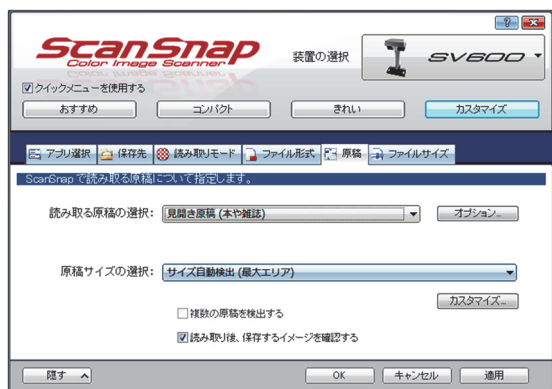 ScanSnap
Color Image Scanner
装置の選択
SV600
クイックメニューを使用する
おすすめ
コンパクト
きれい
カスタマイズ
アプリ選択
保存先
読み取りモード
ファイル形式
原稿
ファイルサイズ
ScanSnapで読み取る原稿について指定します。
読み取る原稿の選択:
見開き原稿 (本や雑誌)
オプション...
原稿サイズの選択:
サイズ自動検出 (最大エリア)
カスタマイズ...
複数の原稿を検出する
読み取り後、保存するイメージを確認する
隠す
OK
キャンセル
適用